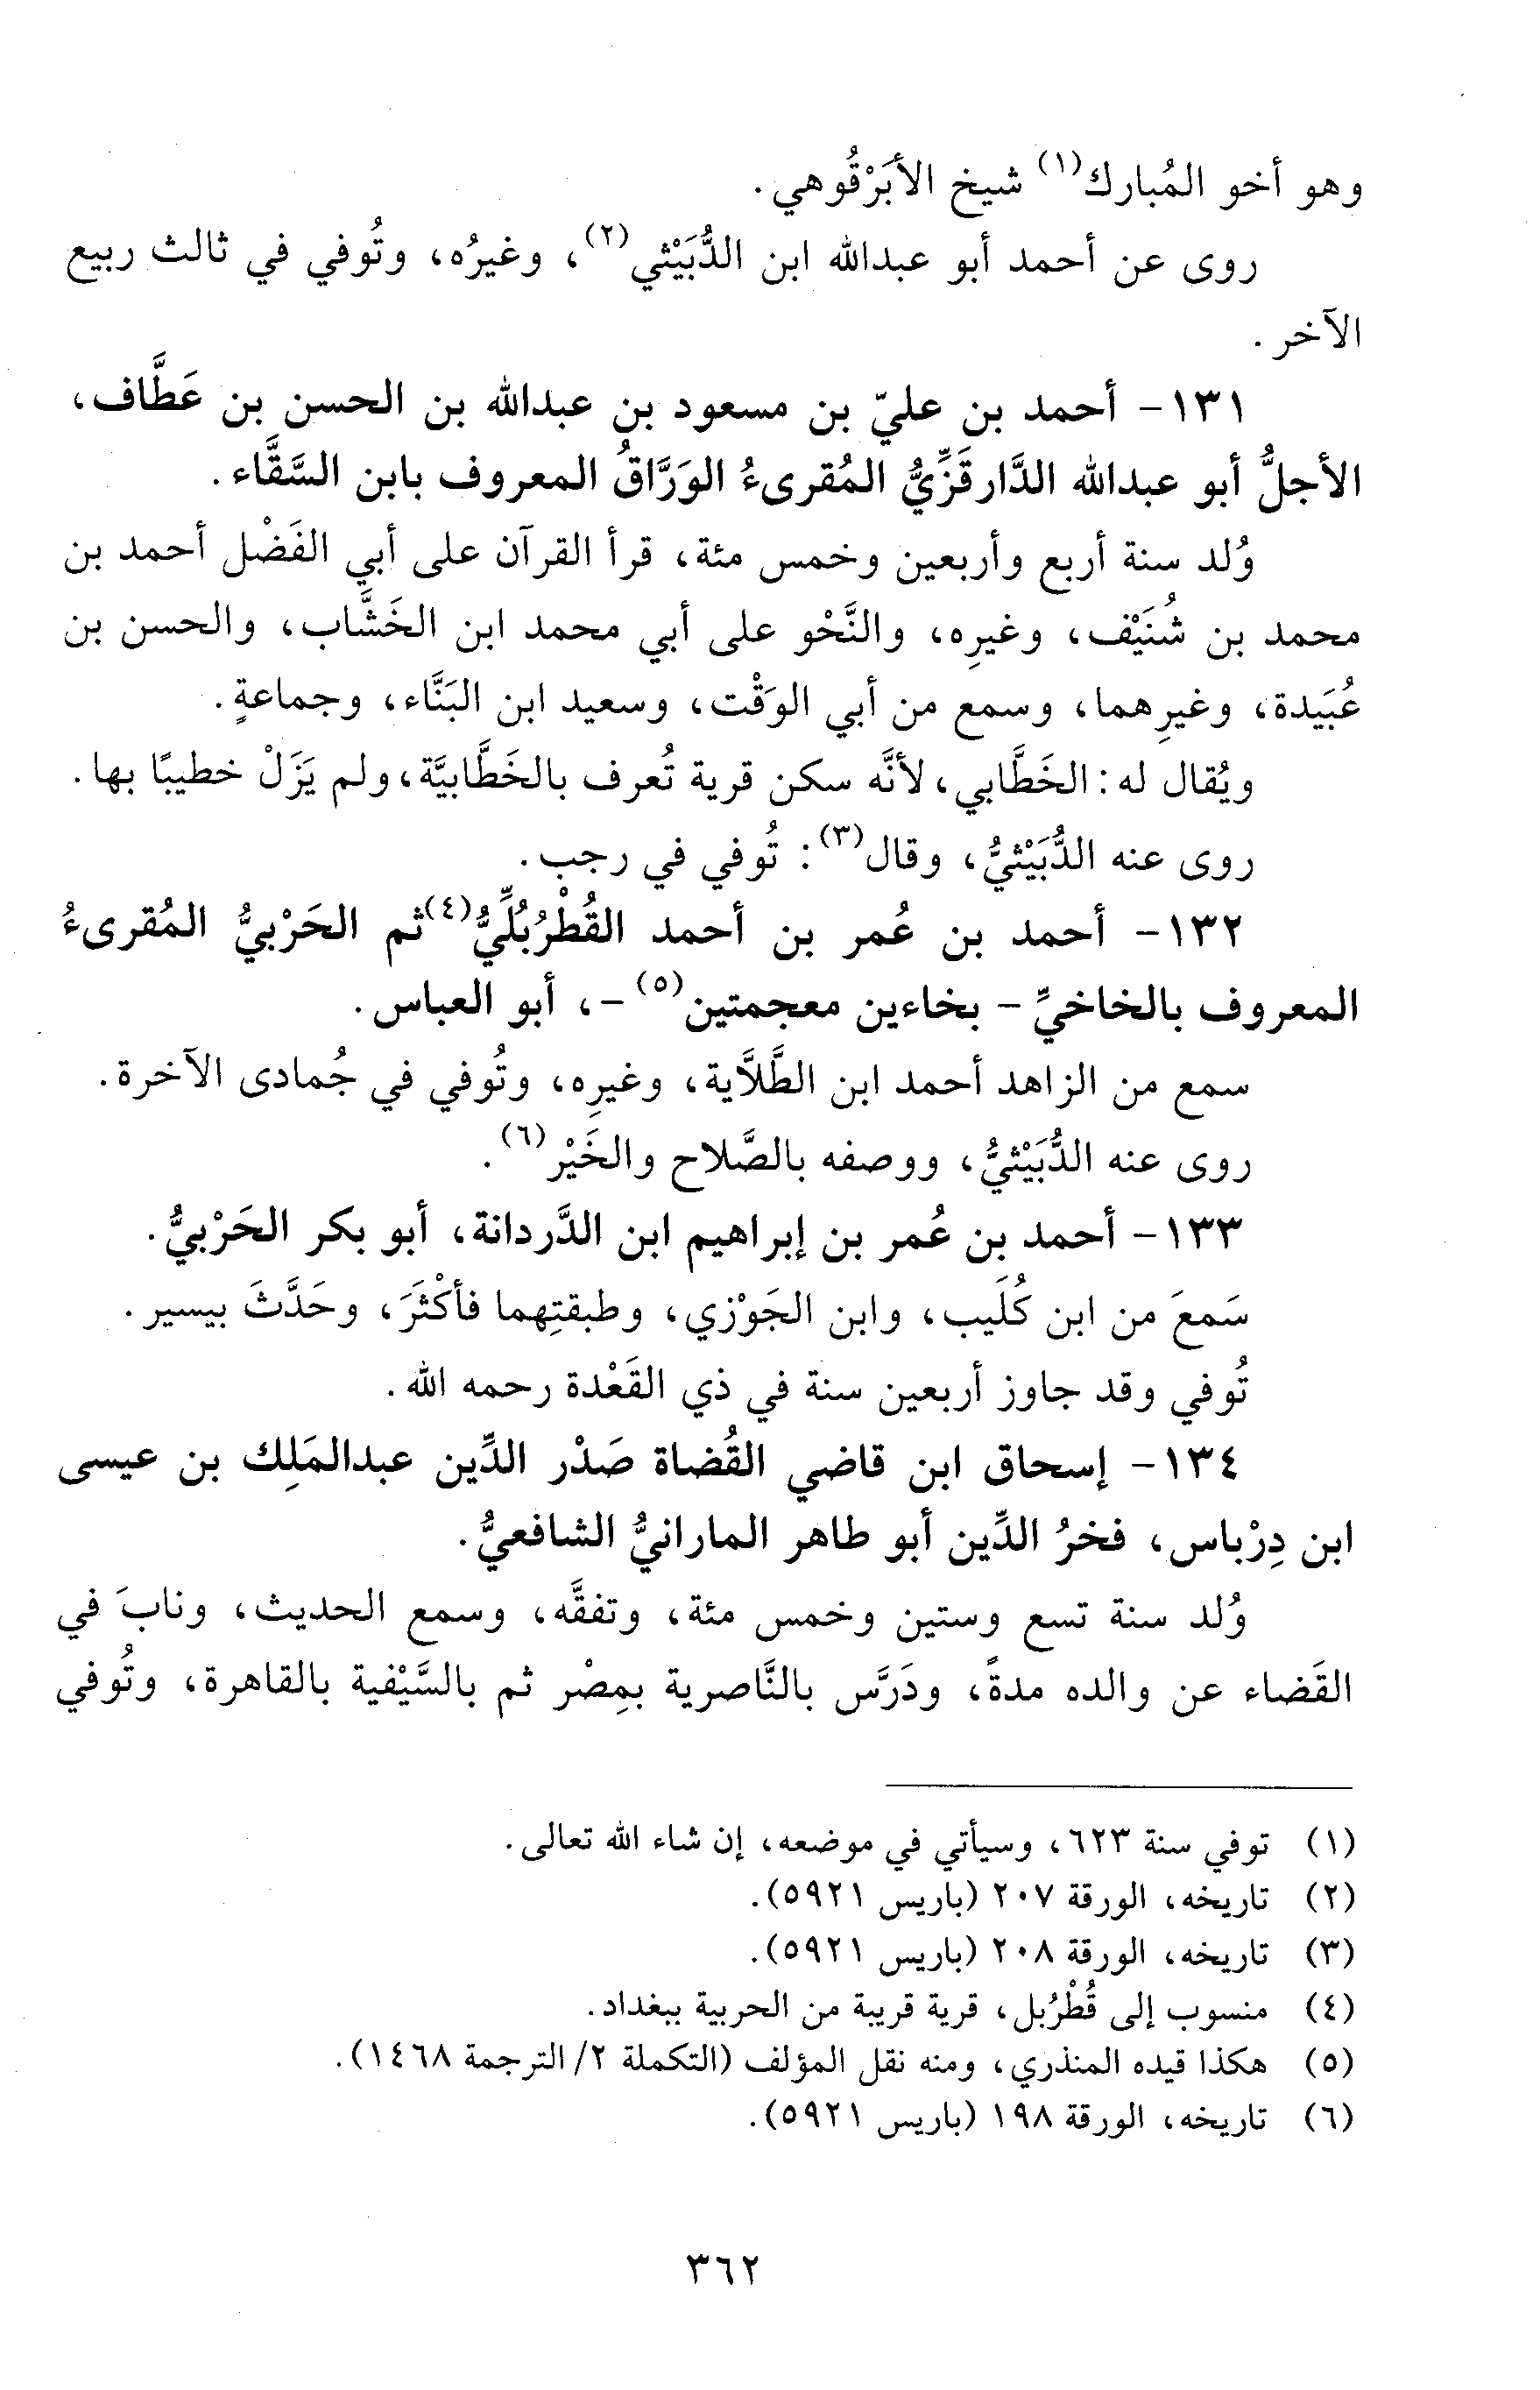 وهو أخو المُبارك(١) شيخ الأبَرْقُوهي.
روى عن أحمد أبو عبدالله ابن الدُّبَيْثي(٢)، وغيرُه، وتُوفي في ثالث ربيع
الآخر.
١٣١- أحمد بن عليّ بن مسعود بن عبدالله بن الحسن بن عَطَّاف،
الأجلُّ أبو عبدالله الدَّارقَزِّيُّ المُقرىءُ الوَرَّاقُ المعروف بابن السَّقَّاء.
وُلد سنة أربع وأربعين وخمس مئة، قرأ القرآن على أبي الفَضْل أحمد بن
محمد بن شُنَيْف، وغيرِه، والنَّحْو على أبي محمد ابن الخَشَّاب، والحسن بن
عُبَيدة، وغيرِهما، وسمع من أبي الوَقْت، وسعيد ابن البَنَّاء، وجماعةٍ.
ويُقال له: الخَطَّابي، لأنَّه سكن قرية تُعرف بالخَطَّابيَّة، ولم يَزَلْ خطيبًا بها.
روى عنه الدُّبَيْثيُّ، وقال(٣): تُوفي في رجب.
١٣٢- أحمد بن عُمر بن أحمد القُطْرُبُلِّيُّ(٤) ثم الحَرْبيُّ المُقرىءُ
المعروف بالخاخيِّ - بخاءين معجمتين(٥) -، أبو العباس.
سمع من الزاهد أحمد ابن الطَّلاَّية، وغيرِه، وتُوفي في جُمادى الآخرة.
روى عنه الدُّبَيْثيُّ، ووصفه بالصَّلاح والخَيْر(٦).
١٣٣- أحمد بن عُمر بن إبراهيم ابن الدَّردانة، أبو بكر الحَرْبيُّ.
سَمعَ من ابن كُلَيب، وابن الجَوْزي، وطبقتِهما فأكْثَرَ، وحَدَّثَ بيسير.
تُوفي وقد جاوز أربعين سنة في ذي القَعْدة رحمه الله.
١٣٤- إسحاق ابن قاضي القُضاة صَدْر الدِّين عبدالمَلِك بن عيسى
ابن دِرْباس، فخرُ الدِّين أبو طاهر المارانيُّ الشافعيُّ.
وُلد سنة تسع وستين وخمس مئة، وتفقَّه، وسمع الحديث، ونابَ في
القَضاء عن والده مدةً، ودَرَّس بالنَّاصرية بمِصْر ثم بالسَّيْفية بالقاهرة، وتُوفي
(١) توفي سنة ٦٢٣، وسيأتي في موضعه، إن شاء الله تعالى.
(٢) تاريخه، الورقة ٢٠٧ (باريس ٥٩٢١).
(٣) تاريخه، الورقة ٢٠٨ (باريس ٥٩٢١).
(٤) منسوب إلى قُطْرُبل، قرية قريبة من الحربية ببغداد.
(٥) هكذا قيده المنذري، ومنه نقل المؤلف (التكملة ٢/ الترجمة ١٤٦٨).
(٦) تاريخه، الورقة ١٩٨ (باريس ٥٩٢١).
٣٦٢